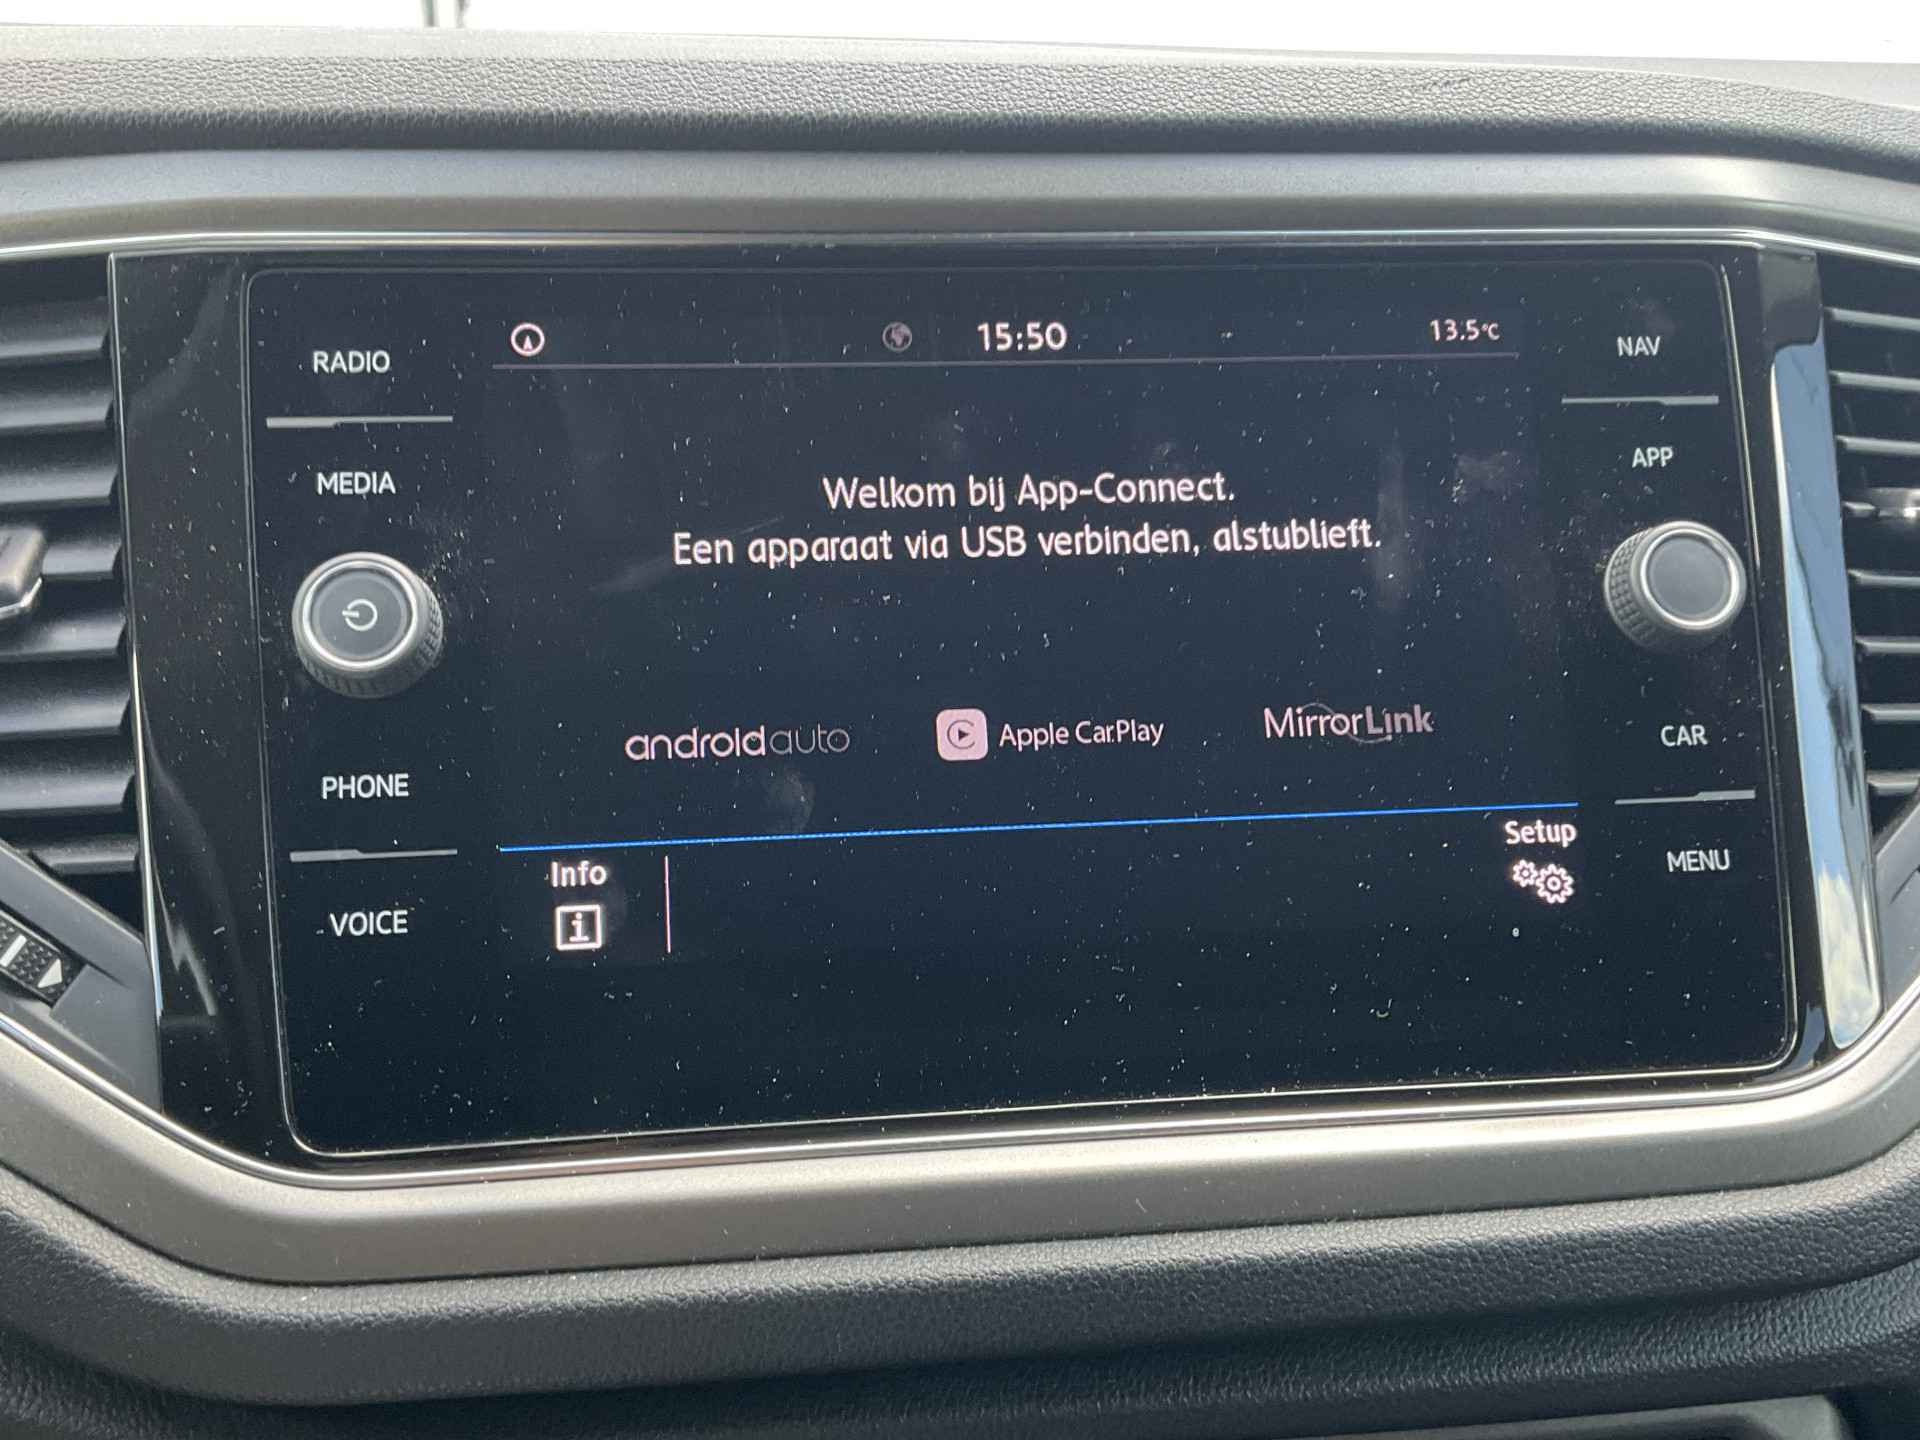 RADIO
MEDIA
PHONE
VOICE
15:50
13.5°C
Welkom bij App-Connect.
Een apparaat via USB verbinden, alstublieft.
androidauto
Apple CarPlay
MirrorLink
Info
i
Setup
NAV
APP
CAR
MENU